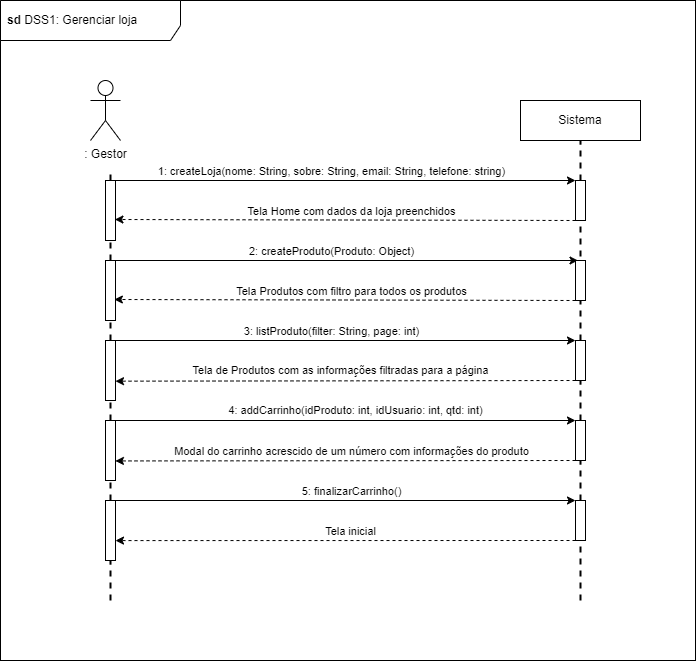 sd DSS1: Gerenciar loja
: Gestor
Sistema
1: createLoja(nome: String, sobre: String, email: String, telefone: string)
Tela Home com dados da loja preenchidos
2: createProduto(Produto: Object)
Tela Produtos com filtro para todos os produtos
3: listProduto(filter: String, page: int)
Tela de Produtos com as informações filtradas para a página
4: addCarrinho(idProduto: int, idUsuario: int, qtd: int)
Modal do carrinho acrescido de um número com informações do produto
5: finalizarCarrinho()
Tela inicial